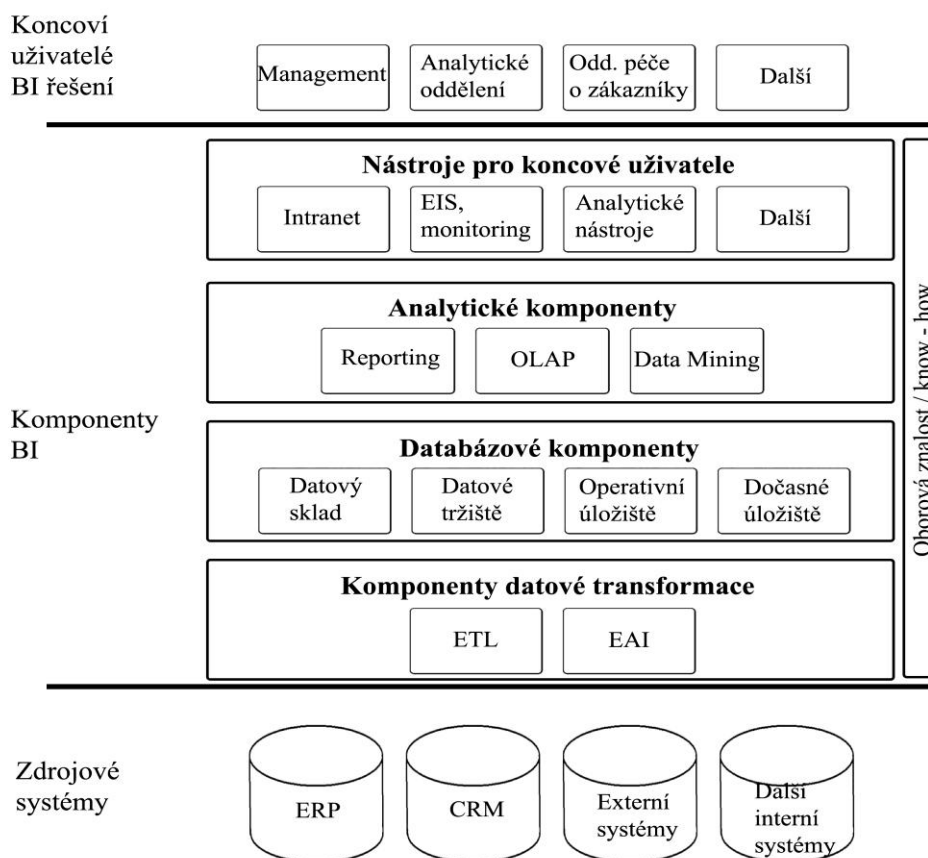 Koncoví
uživatelé
BI řešení
Management
Analytické
oddělení
Odd. péče
o zákazníky
Další
Nástroje pro koncové uživatele
Intranet
EIS,
monitoring
Analytické
nástroje
Další
Analytické komponenty
Reporting
OLAP
Data Mining
Komponenty
BI
Databázové komponenty
Datový
sklad
Datové
tržiště
Operativní
úložiště
Dočasné
úložiště
Komponenty datové transformace
ETL
EAI
Oborová znalost / know - how
Zdrojové
systémy
ERP
CRM
Externí
systémy
Další
interní
systémy